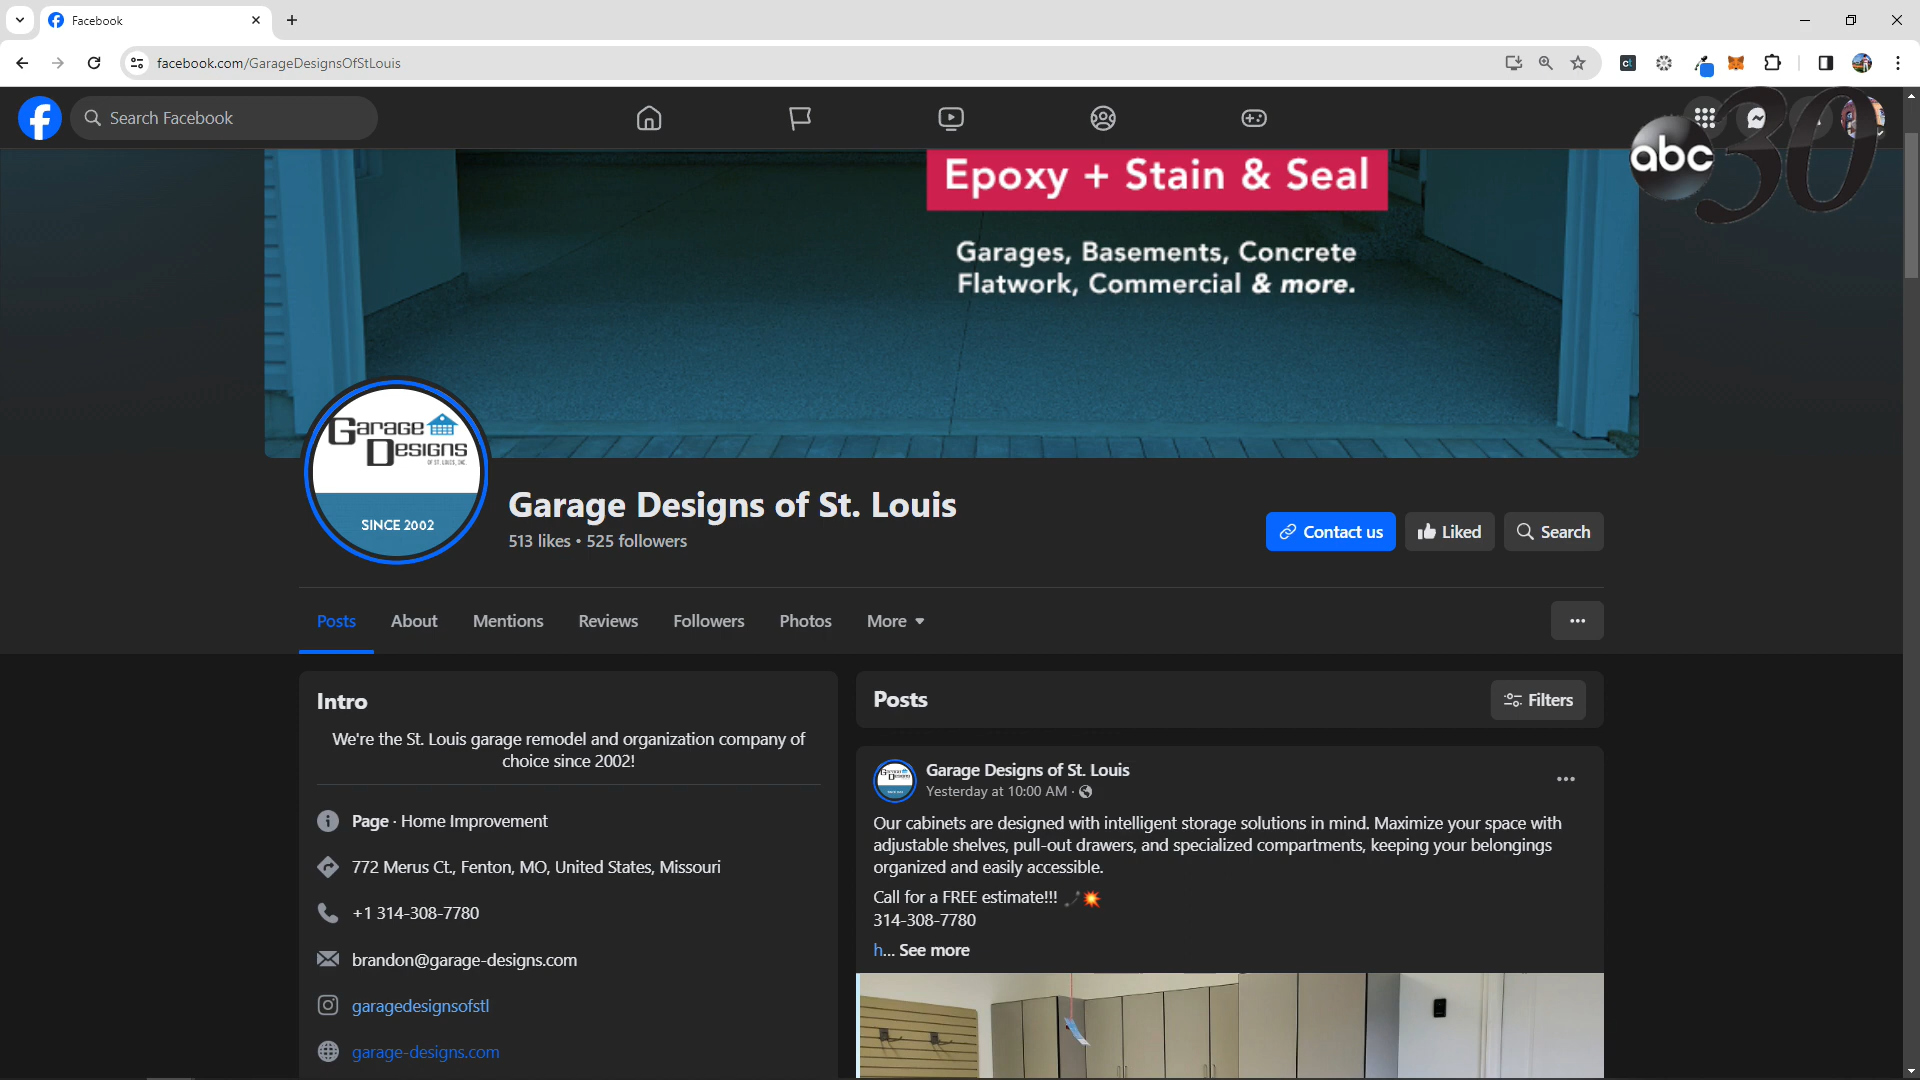 Facebook
facebook.com/GarageDesignsOfStLouis
Search Facebook
abc 30
Epoxy + Stain & Seal
Garages, Basements, Concrete
Flatwork, Commercial & more.
Garage
Designs
SINCE 2002
Garage Designs of St. Louis
513 likes • 525 followers
Contact us
Liked
Search
Posts
About
Mentions
Reviews
Followers
Photos
More
Intro
We're the St. Louis garage remodel and organization company of
choice since 2002!
Page · Home Improvement
772 Merus Ct., Fenton, MO, United States, Missouri
+1 314-308-7780
brandon@garage-designs.com
garagedesignsofstl
garage-designs.com
Posts
Filters
Garage Designs of St. Louis
Yesterday at 10:00 AM ·
Our cabinets are designed with intelligent storage solutions in mind. Maximize your space with
adjustable shelves, pull-out drawers, and specialized compartments, keeping your belongings
organized and easily accessible.
Call for a FREE estimate!!!
314-308-7780
h... See more